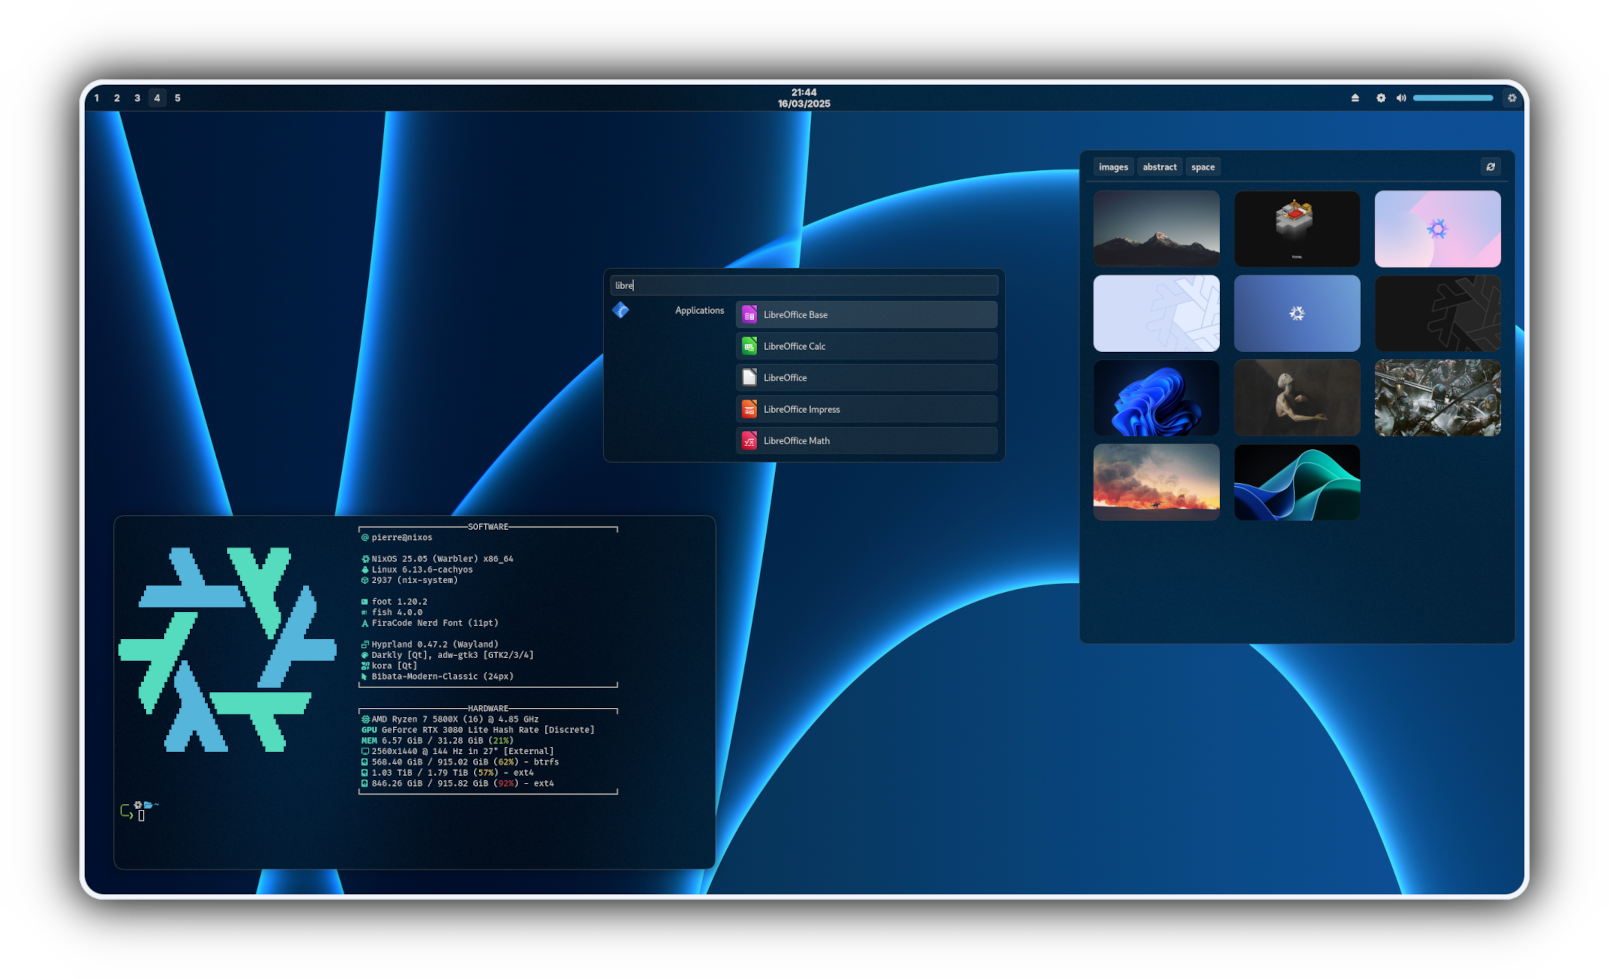 1 2 3 4 5
21:44
16/03/2025
images abstract space
libre
Applications
LibreOffice Base
LibreOffice Calc
LibreOffice
LibreOffice Impress
LibreOffice Math
SOFTWARE
pierre@nixos
NixOS 25.05 (Warbler) x86_64
Linux 6.13.6-cachyos
2937 (nix-system)
foot 1.20.2
fish 4.0.0
FiraCode Nerd Font (11pt)
Hyprland 0.47.2 (Wayland)
Darkly [Qt], adw-gtk3 [GTK2/3/4]
kora [Qt]
Bibata-Modern-Classic (24px)
HARDWARE
AMD Ryzen 7 5800X (16) @ 4.85 GHz
GPU GeForce RTX 3080 Lite Hash Rate [Discrete]
MEM 6.57 GiB / 31.28 GiB (21%)
2560x1440 @ 144 Hz in 27" [External]
568.40 GiB / 915.02 GiB (62%) - btrfs
1.03 TiB / 1.79 TiB (57%) - ext4
846.26 GiB / 915.82 GiB (92%) - ext4
~